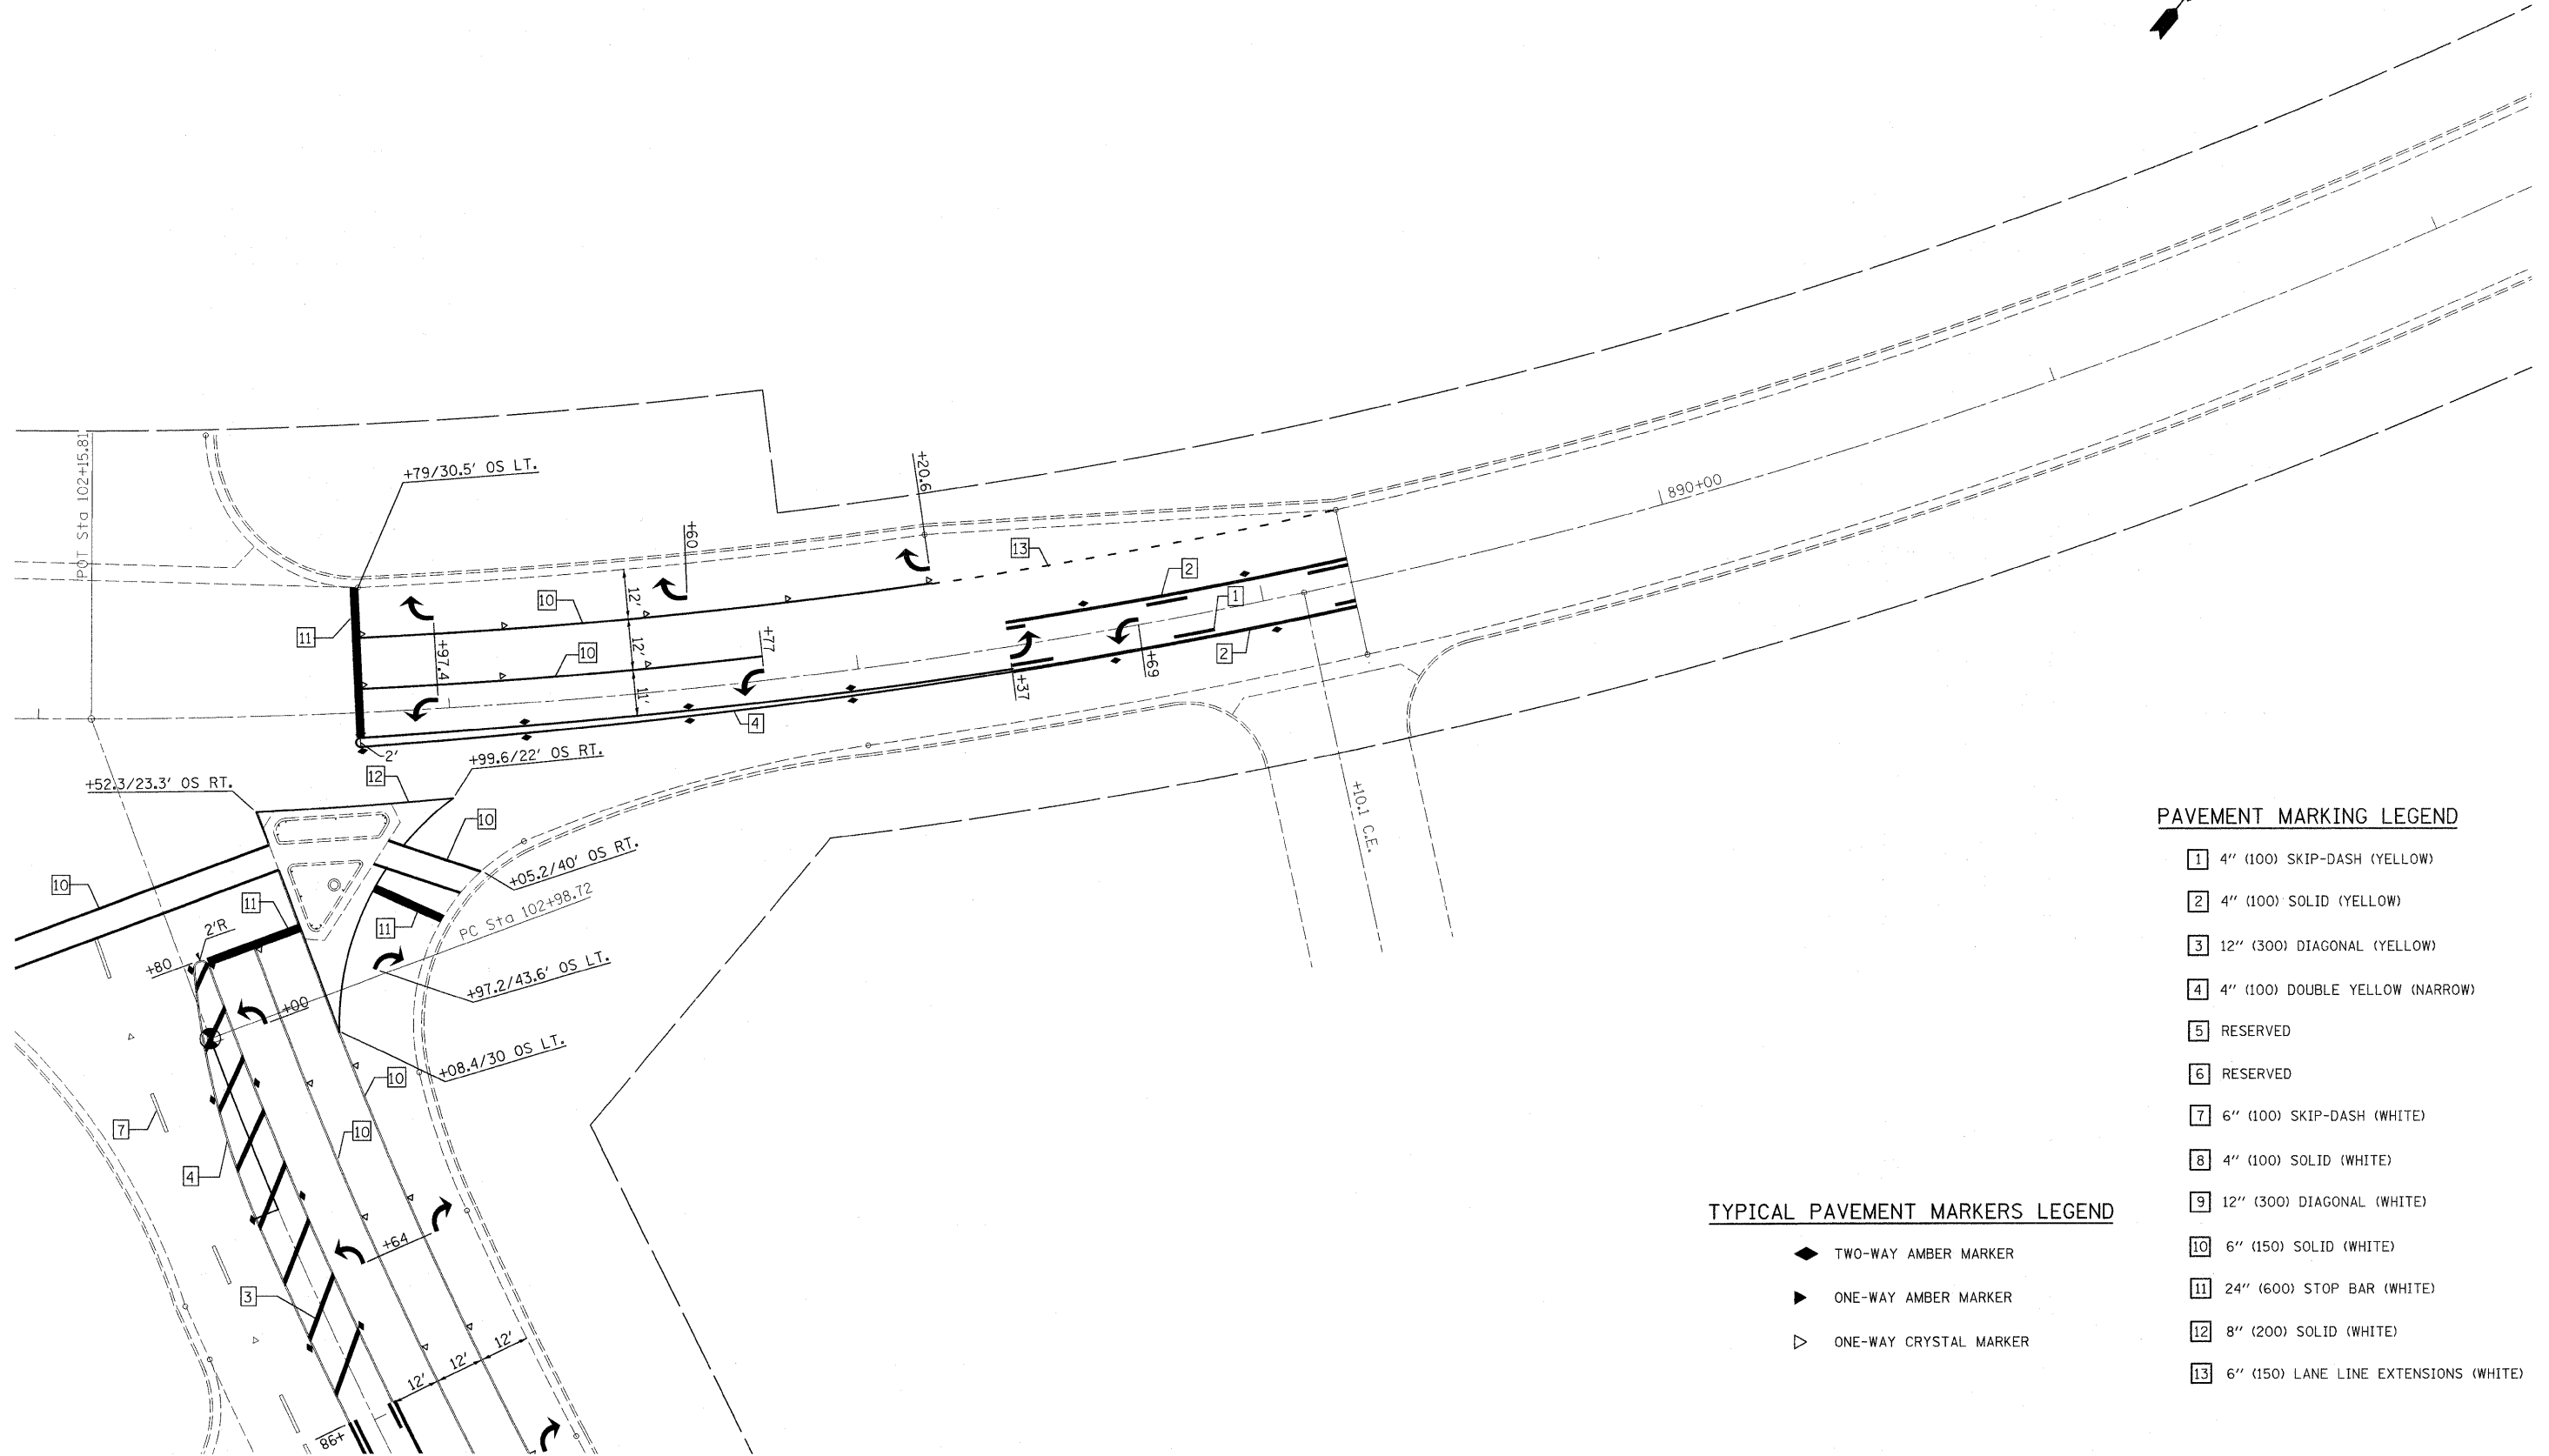 POT Sta 102+15.81
+79/30.5' OS LT.
+20.6
+60
890+00
13
2
1
10
12'
11
12'
+77
10
+97.4
11'
+69
2
+37
4
2'
+99.6/22' OS RT.
12
+52.3/23.3' OS RT.
+10.1 C.E.
10
+05.2/40' OS RT.
10
11
PC Sta 102+98.72
11
2'R
+80
+97.2/43.6' OS LT.
+00
+08.4/30 OS LT.
10
7
10
4
+64
3
12'
12'
12'
+86
PAVEMENT MARKING LEGEND
1 4" (100) SKIP-DASH (YELLOW)
2 4" (100) SOLID (YELLOW)
3 12" (300) DIAGONAL (YELLOW)
4 4" (100) DOUBLE YELLOW (NARROW)
5 RESERVED
6 RESERVED
7 6" (100) SKIP-DASH (WHITE)
8 4" (100) SOLID (WHITE)
9 12" (300) DIAGONAL (WHITE)
10 6" (150) SOLID (WHITE)
11 24" (600) STOP BAR (WHITE)
12 8" (200) SOLID (WHITE)
13 6" (150) LANE LINE EXTENSIONS (WHITE)
TYPICAL PAVEMENT MARKERS LEGEND
TWO-WAY AMBER MARKER
ONE-WAY AMBER MARKER
ONE-WAY CRYSTAL MARKER